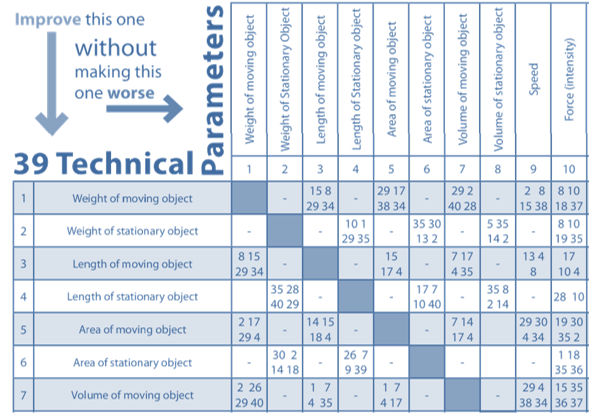 Improve this one
without
making this
one worse
Parameters
39 Technical
Weight of moving object
Weight of Stationary Object
Length of moving object
Length of Stationary object
Area of moving object
Area of stationary object
Volume of moving object
Volume of stationary object
Speed
Force (intensity)
1 2 3 4 5 6 7 8 9 10
1 Weight of moving object - 15 8 - 29 17 - 29 2 - 2 8 8 10
29 34 38 34 40 28 15 38 18 37
2 Weight of stationary object - - 10 1 - 35 30 - 5 35 - 8 10
29 35 13 2 14 2 19 35
3 Length of moving object 8 15 - - 15 - 7 17 - 13 4 17
29 34 17 4 4 35 8 10 4
4 Length of stationary object - 35 28 - - 17 7 - 35 8 - 28 10
40 29 10 40 2 14
5 Area of moving object 2 17 - 14 15 - - 7 14 - 29 30 19 30
29 4 18 4 17 4 4 34 35 2
6 Area of stationary object - 30 2 - 26 7 - - - - 1 18
14 18 9 39 35 36
7 Volume of moving object 2 26 - 1 7 - 1 7 - - 29 4 15 35
29 40 4 35 4 17 38 34 36 37